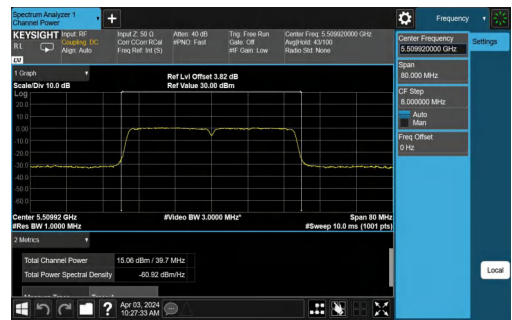 Spectrum Analyzer 1
Channel Power
+
Frequency
KEYSIGHT
R L
LV
Input: RF
Coupling: DC
Align: Auto
Input Z: 50 Ω
Corr CCorr RCal
Freq Ref: Int (S)
Atten: 40 dB
#PNO: Fast
Trig: Free Run
Gate: Off
#IF Gain: Low
Center Freq: 5.509920000 GHz
Avg|Hold: 43/100
Radio Std: None
Center Frequency
5.509920000 GHz
Settings
Span
80.000 MHz
CF Step
8.000000 MHz
Auto
Man
Freq Offset
0 Hz
1 Graph
Scale/Div 10.0 dB
Ref Lvl Offset 3.82 dB
Ref Value 30.00 dBm
Log
20.0
10.0
0.00
-10.0
-20.0
-30.0
-40.0
-50.0
-60.0
Center 5.50992 GHz
#Res BW 1.0000 MHz
#Video BW 3.0000 MHz*
Span 80 MHz
#Sweep 10.0 ms (1001 pts)
2 Metrics
Total Channel Power 15.06 dBm / 39.7 MHz
Total Power Spectral Density -60.92 dBm/Hz
Local
?
Apr 03, 2024
10:27:33 AM